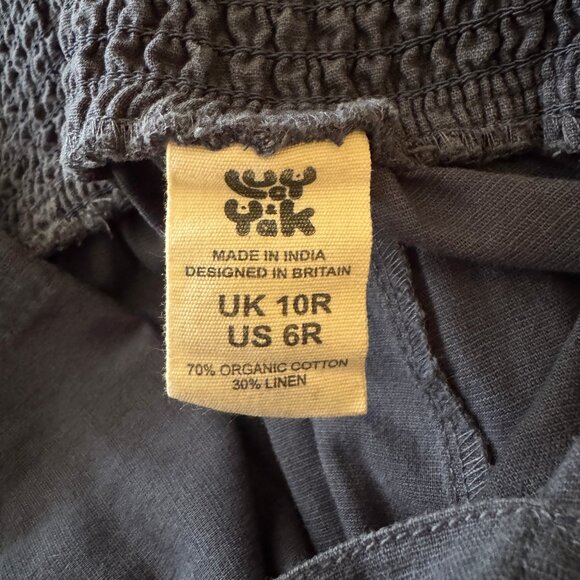 Lucy
&
Yak
MADE IN INDIA
DESIGNED IN BRITAIN
UK 10R
US 6R
70% ORGANIC COTTON
30% LINEN